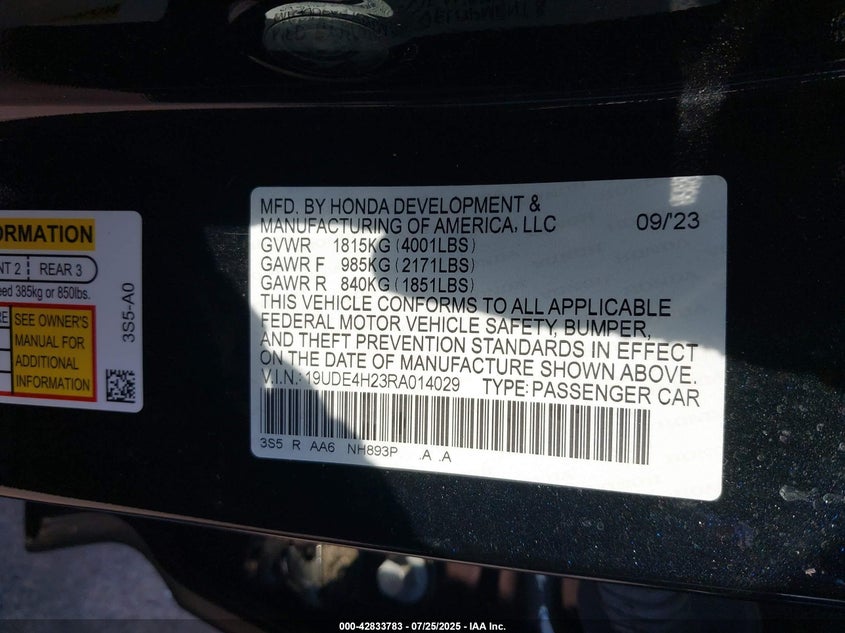 ORMATION
NT 2 REAR 3
eed 385kg or 850lbs.
RE SEE OWNER'S
MANUAL FOR
ADDITIONAL
INFORMATION
3S5-A0
MFD. BY HONDA DEVELOPMENT &
MANUFACTURING OF AMERICA, LLC 09/'23
GVWR 1815KG (4001LBS)
GAWR F 985KG (2171LBS)
GAWR R 840KG (1851LBS)
THIS VEHICLE CONFORMS TO ALL APPLICABLE
FEDERAL MOTOR VEHICLE SAFETY, BUMPER,
AND THEFT PREVENTION STANDARDS IN EFFECT
ON THE DATE OF MANUFACTURE SHOWN ABOVE.
V.I.N.: 19UDE4H23RA014029 TYPE: PASSENGER CAR
3S5 R AA6 NH893P .A .A
000-42833783 - 07/25/2025 - IAA Inc.